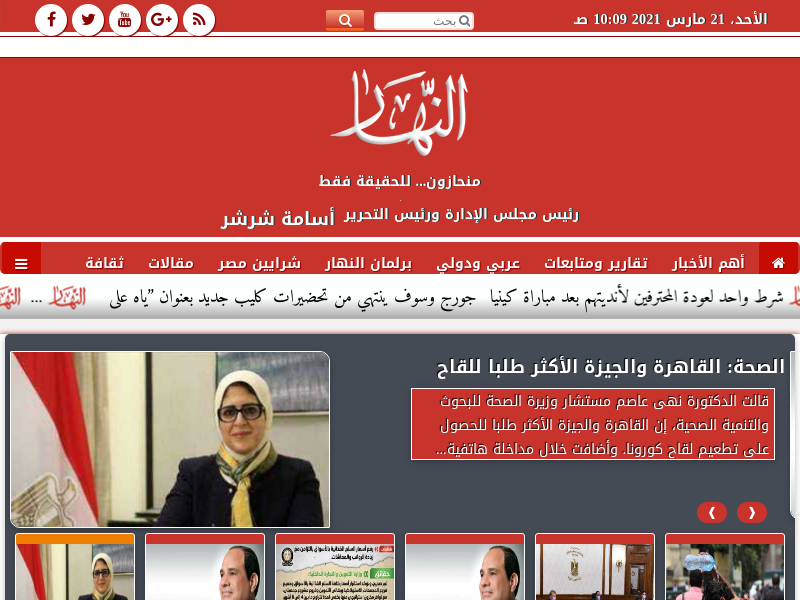 الأحد، 21 مارس 2021 10:09 صـ
بحث
النهار
منحازون... للحقيقة فقط
رئيس مجلس الإدارة ورئيس التحرير أسامة شرشر
أهم الأخبار تقارير ومتابعات عربي ودولي برلمان النهار شرايين مصر مقالات ثقافة
شرط واحد لعودة المحترفين لأنديتهم بعد مباراة كينيا جورج وسوف ينتهي من تحضيرات كليب جديد بعنوان ”ياه على النهار ...
الصحة: القاهرة والجيزة الأكثر طلبا للقاح
قالت الدكتورة نهى عاصم مستشار وزيرة الصحة للبحوث
والتنمية الصحية، إن القاهرة والجيزة الأكثر طلبا للحصول
على تطعيم لقاح كورونا. وأضافت خلال مداخلة هاتفية...